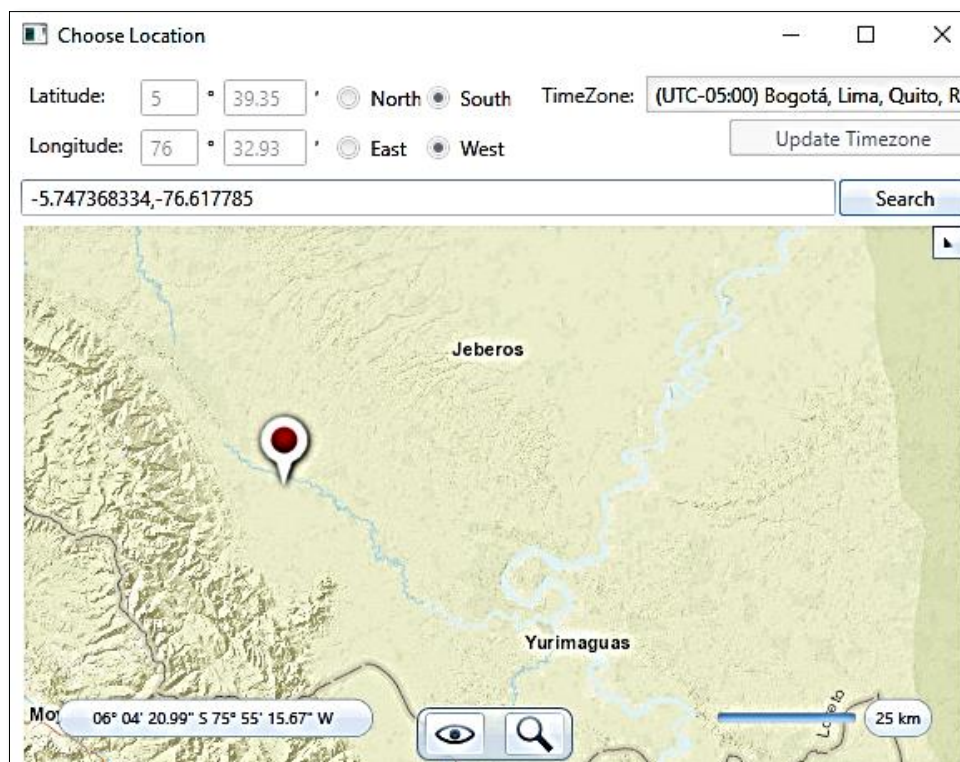 Choose Location
Latitude: 5 ° 39.35 ' North South TimeZone: (UTC-05:00) Bogotá, Lima, Quito, R
Longitude: 76 ° 32.93 ' East West Update Timezone
-5.747368334,-76.617785 Search
Jeberos
Yurimaguas
Loreto
Mo 06° 04' 20.99" S 75° 55' 15.67" W 25 km